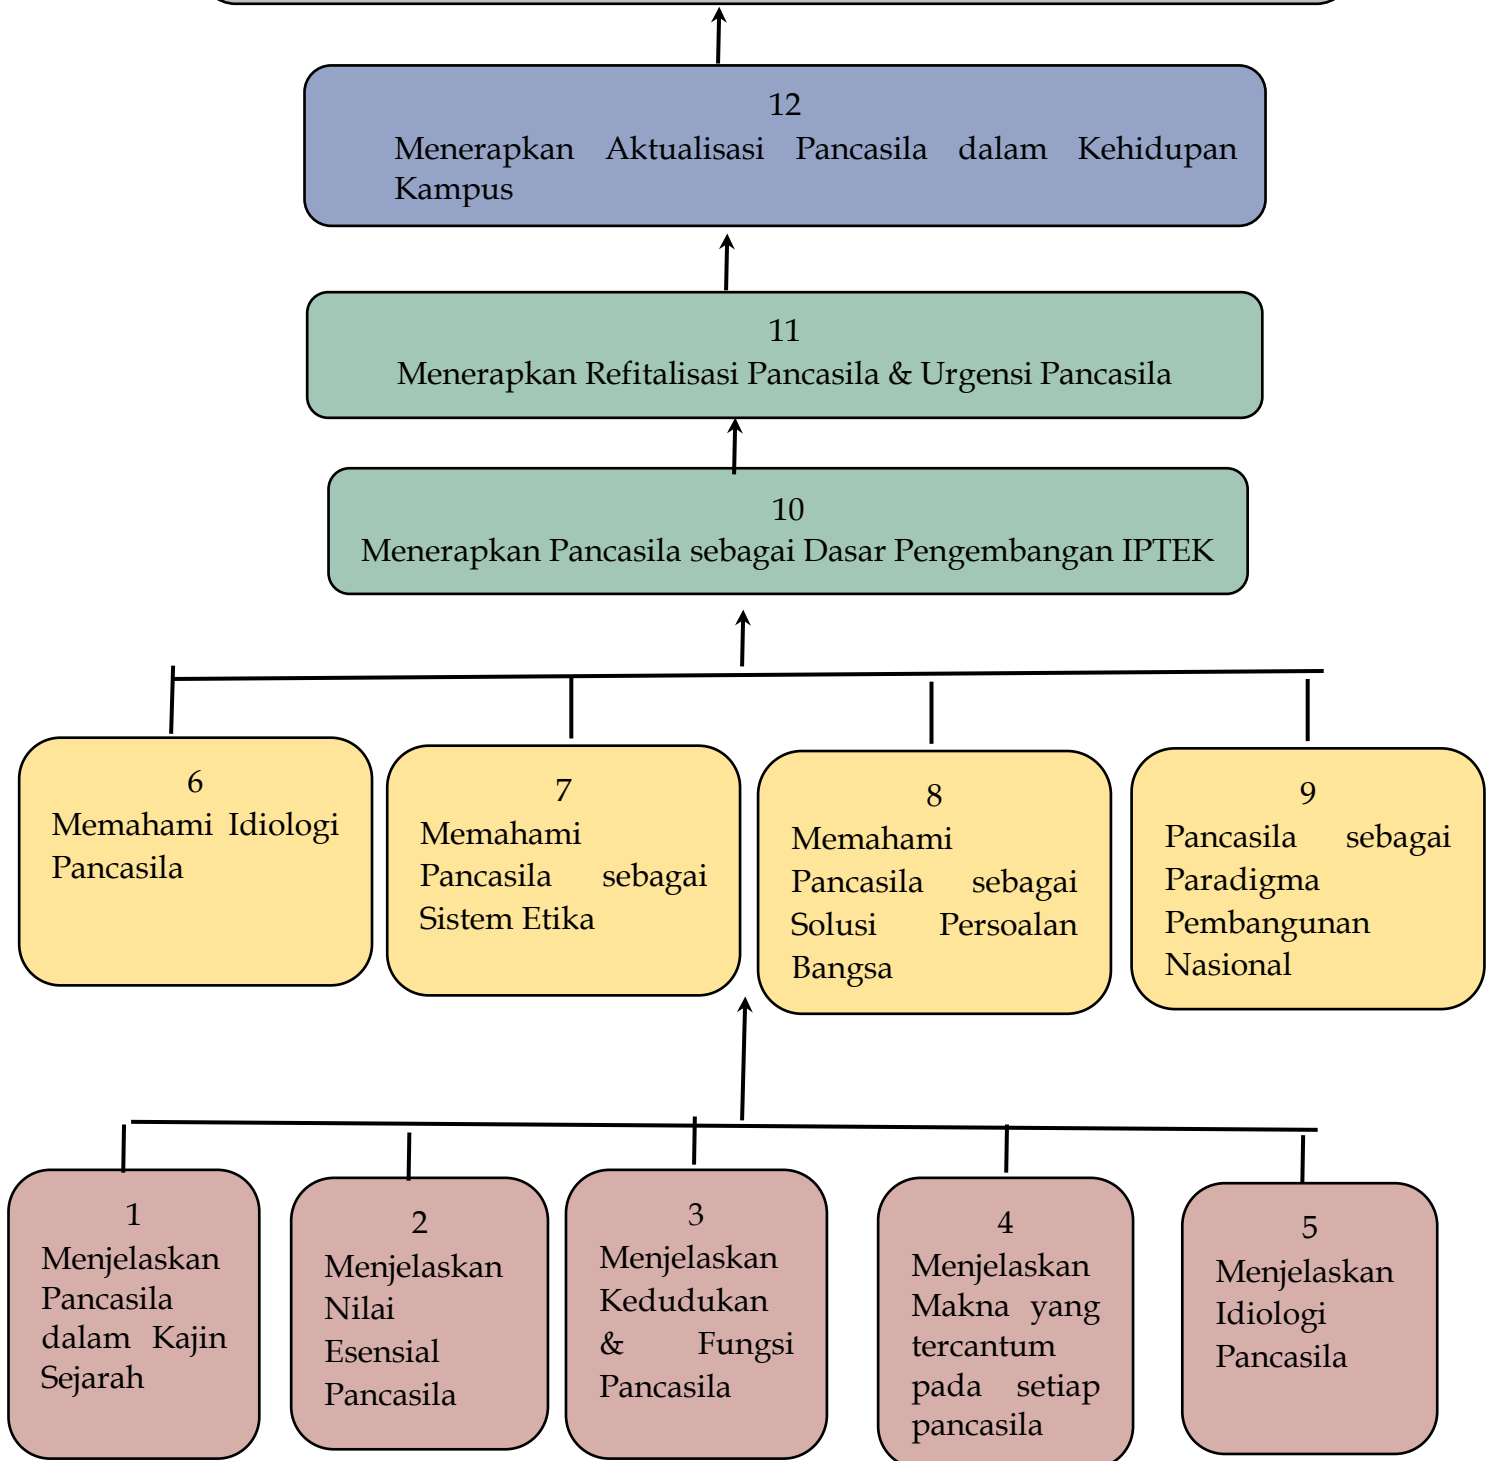 12
Menerapkan Aktualisasi Pancasila dalam Kehidupan
Kampus
11
Menerapkan Refitalisasi Pancasila & Urgensi Pancasila
10
Menerapkan Pancasila sebagai Dasar Pengembangan IPTEK
6
Memahami Idiologi
Pancasila
7
Memahami
Pancasila sebagai
Sistem Etika
8
Memahami
Pancasila sebagai
Solusi Persoalan
Bangsa
9
Pancasila sebagai
Paradigma
Pembangunan
Nasional
1
Menjelaskan
Pancasila
dalam Kajin
Sejarah
2
Menjelaskan
Nilai
Esensial
Pancasila
3
Menjelaskan
Kedudukan
& Fungsi
Pancasila
4
Menjelaskan
Makna yang
tercantum
pada setiap
pancasila
5
Menjelaskan
Idiologi
Pancasila